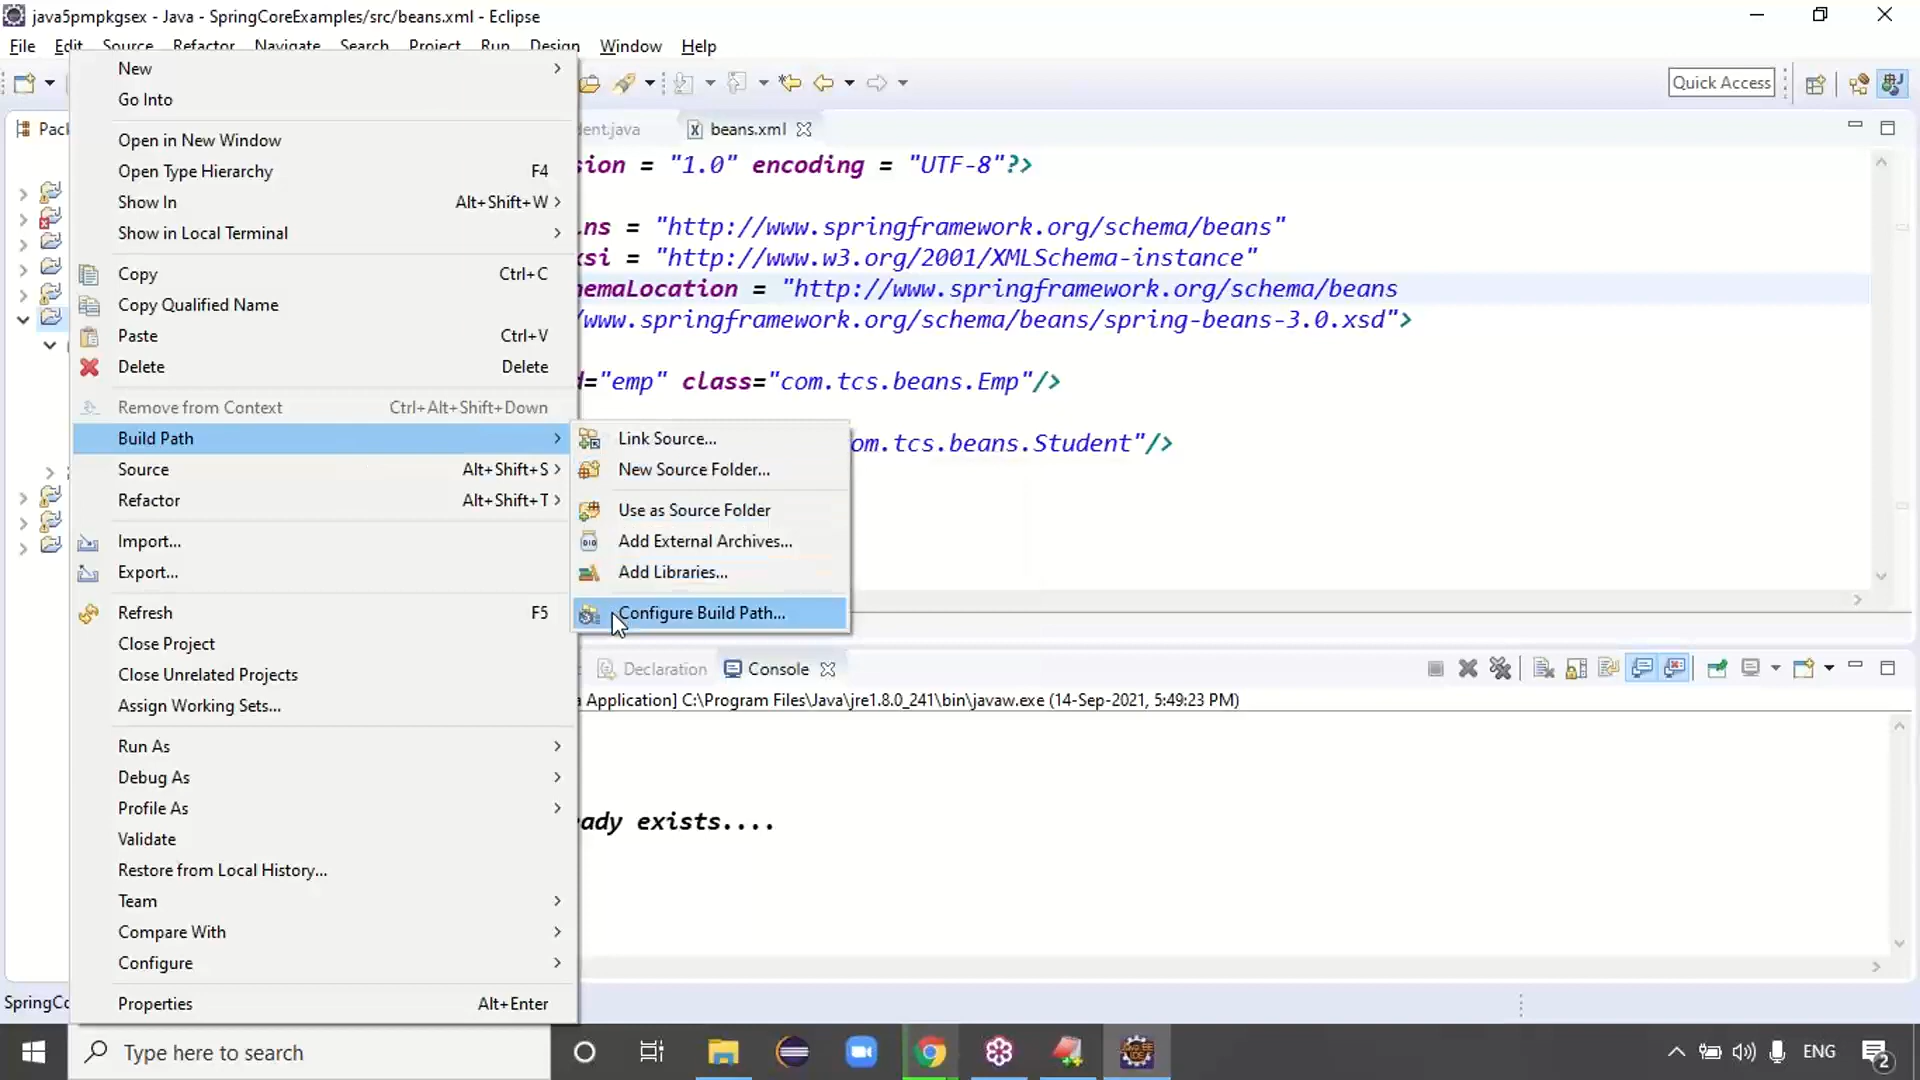 java5pmpkgsex - Java - SpringCoreExamples/src/beans.xml - Eclipse
File Edit Source Refactor Navigate Search Project Run Design Window Help
Quick Access
Pack
ent.java
beans.xml
New
Go Into
Open in New Window
Open Type Hierarchy F4
Show In Alt+Shift+W
Show in Local Terminal
Copy Ctrl+C
Copy Qualified Name
Paste Ctrl+V
Delete Delete
Remove from Context Ctrl+Alt+Shift+Down
Build Path
Source Alt+Shift+S
Refactor Alt+Shift+T
Import...
Export...
Refresh F5
Close Project
Close Unrelated Projects
Assign Working Sets...
Run As
Debug As
Profile As
Validate
Restore from Local History...
Team
Compare With
Configure
Properties Alt+Enter
Link Source...
New Source Folder...
Use as Source Folder
Add External Archives...
Add Libraries...
Configure Build Path...
sion = "1.0" encoding = "UTF-8"?>
ns = "http://www.springframework.org/schema/beans"
xsi = "http://www.w3.org/2001/XMLSchema-instance"
hemaLocation = "http://www.springframework.org/schema/beans
/www.springframework.org/schema/beans/spring-beans-3.0.xsd">
d="emp" class="com.tcs.beans.Emp"/>
om.tcs.beans.Student"/>
Declaration
Console
a Application] C:\Program Files\Java\jre1.8.0_241\bin\javaw.exe (14-Sep-2021, 5:49:23 PM)
ady exists....
SpringCo
Type here to search
ENG
2